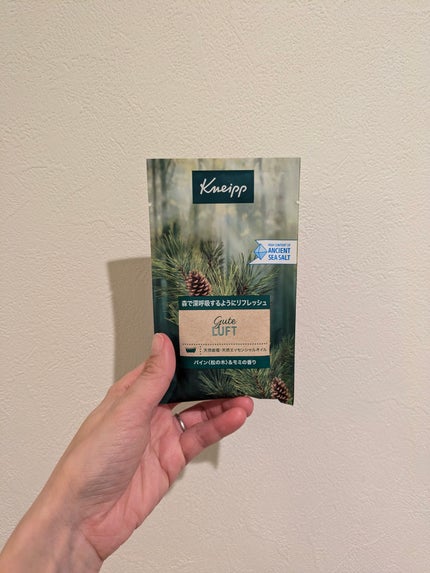 Kneipp
HIGH CONTENT OF
ANCIENT
SEA SALT
森で深呼吸するようにリフレッシュ
Gute
LUFT
天然岩塩・天然エッセンシャルオイル
パイン〈松の木〉&モミの香り